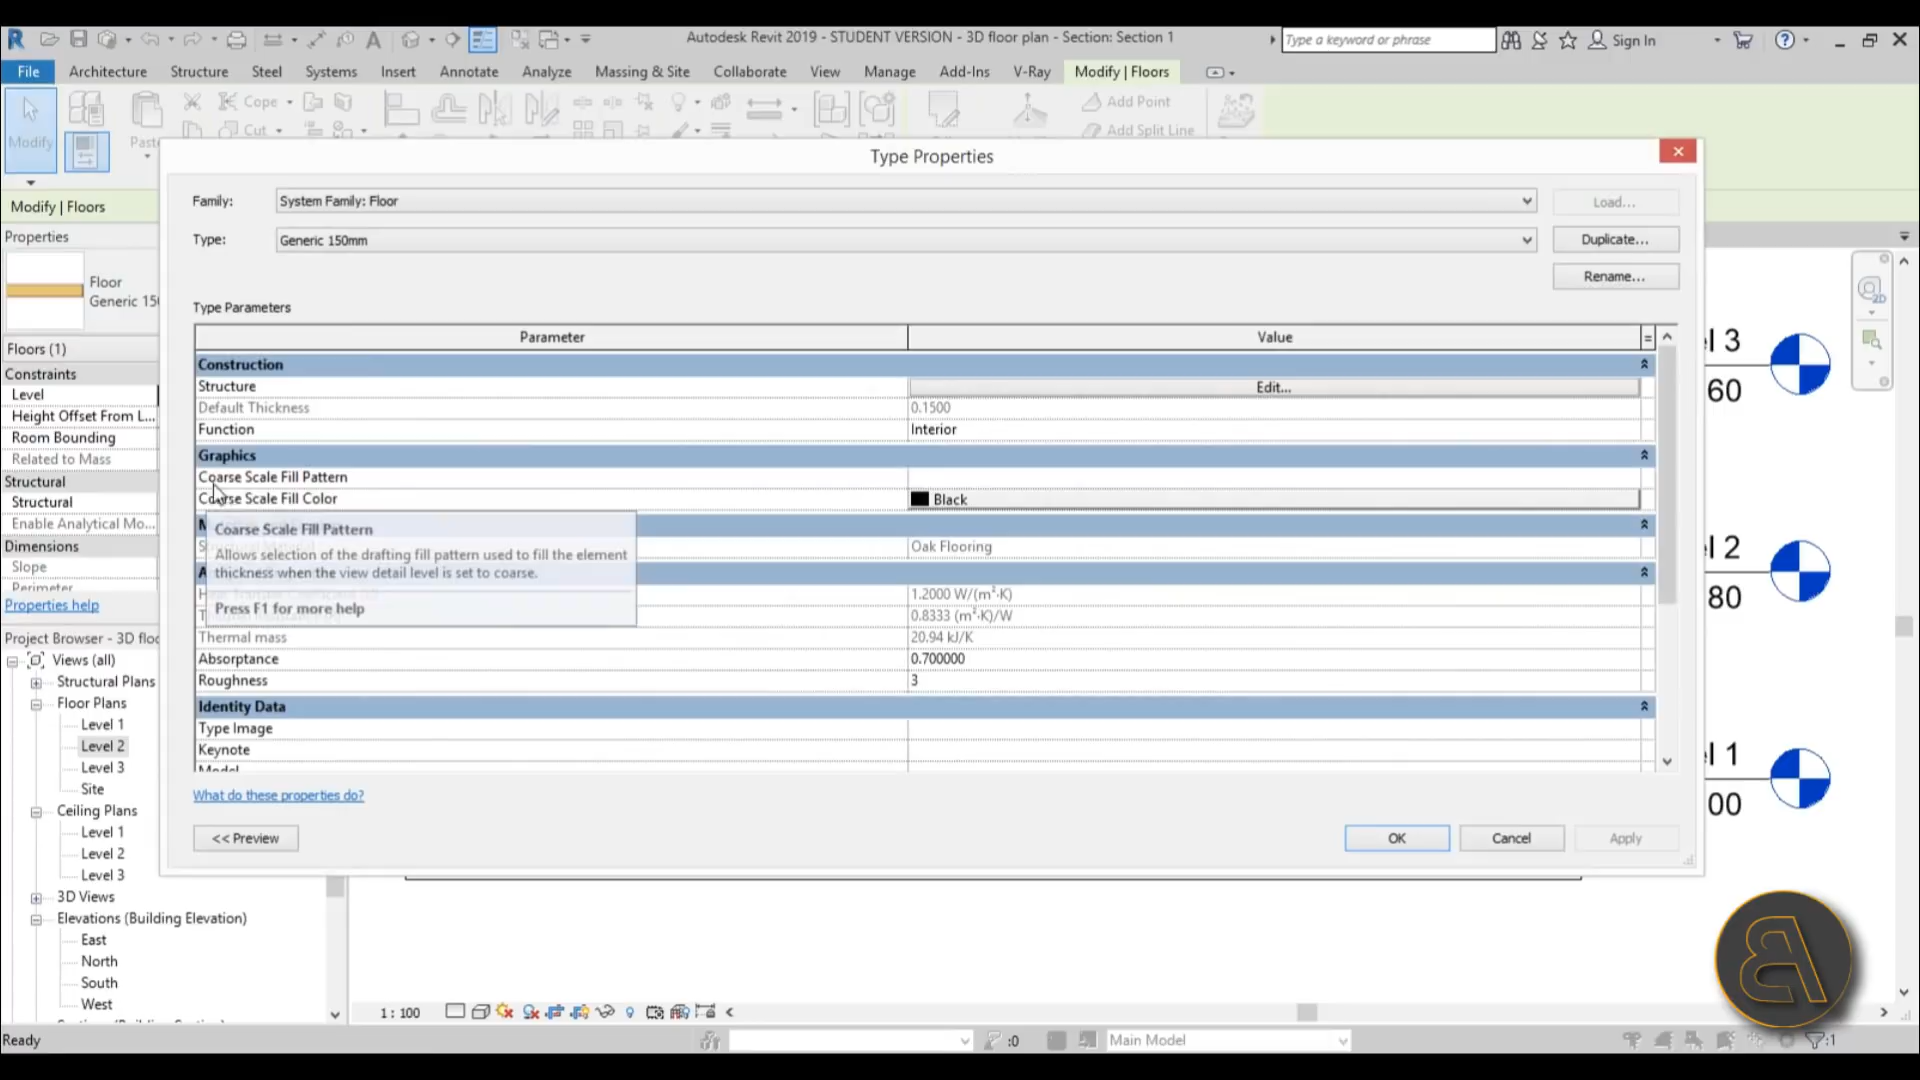 Autodesk Revit 2019 - STUDENT VERSION - 3D floor plan - Section: Section 1
Type a keyword or phrase
Sign In
File Architecture Structure Steel Systems Insert Annotate Analyze Massing & Site Collaborate View Manage Add-Ins V-Ray Modify | Floors
Cope
Add Point
Modify
Paste
Cut
Add Split Line
Type Properties
Modify | Floors
Family: System Family: Floor Load...
Properties
Type: Generic 150mm Duplicate...
Rename...
Floor
Generic 15
Type Parameters
Parameter Value =
Floors (1)
Constraints
Level
Height Offset From L...
Room Bounding
Related to Mass
Structural
Structural
Enable Analytical Mo...
Dimensions
Slope
Perimeter
Properties help
Construction
Structure Edit...
Default Thickness 0.1500
Function Interior
Graphics
Coarse Scale Fill Pattern
Coarse Scale Fill Color Black
Coarse Scale Fill Pattern
Allows selection of the drafting fill pattern used to fill the element
thickness when the view detail level is set to coarse.
Press F1 for more help
Oak Flooring
1.2000 W/(m²·K)
0.8333 (m²·K)/W
Thermal mass 20.94 kJ/K
Absorptance 0.700000
Roughness 3
Identity Data
Type Image
Keynote
Model
What do these properties do?
<< Preview OK Cancel Apply
el 3
60
el 2
80
el 1
00
2D
Project Browser - 3D floo
Views (all)
Structural Plans
Floor Plans
Level 1
Level 2
Level 3
Site
Ceiling Plans
Level 1
Level 2
Level 3
3D Views
Elevations (Building Elevation)
East
North
South
West
1 : 100
Ready
:0
Main Model
:1